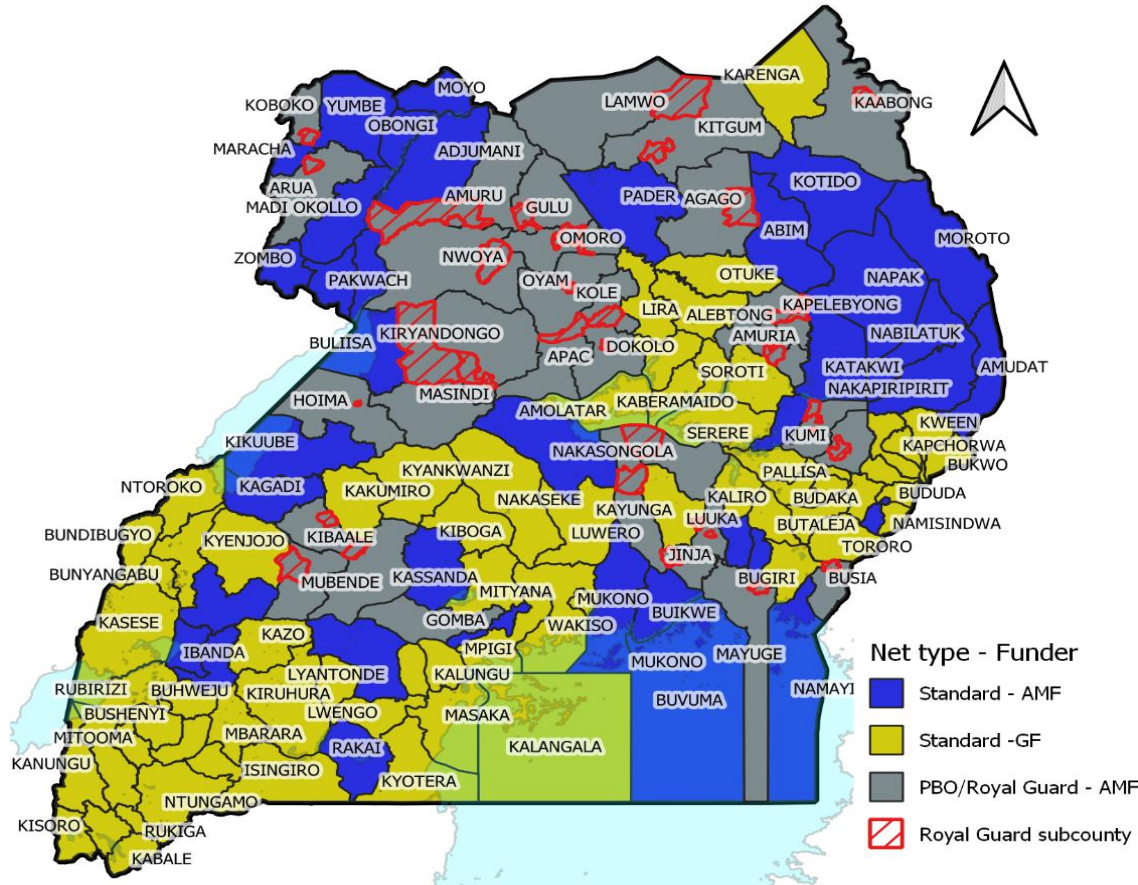 KARENGA
MOYO
KOBOKO
YUMBE
LAMWO
KAABONG
OBONGI
KITGUM
MARACHA
ADJUMANI
KOTIDO
ARUA
AMURU
GULU
PADER
AGAGO
MADI OKOLLO
ABIM
OMORO
MOROTO
ZOMBO
NWOYA
OTUKE
NAPAK
PAKWACH
OYAM
KOLE
KAPELEBYONG
LIRA
ALEBTONG
KIRYANDONGO
AMURIA
NABILATUK
BULIISA
DOKOLO
APAC
SOROTI
KATAKWI
AMUDAT
NAKAPIRIPIRIT
MASINDI
HOIMA
KABERAMAIDO
AMOLATAR
KWEEN
SERERE
KUMI
KIKUUBE
KAPCHORWA
NAKASONGOLA
BUKWO
KYANKWANZI
PALLISA
KAGADI
NTOROKO
KAKUMIRO
NAKASEKE
KALIRO
BUDAKA
BUDUDA
KAYUNGA
LUUKA
BUNDIBUGYO
KIBAALE
KIBOGA
LUWERO
BUTALEJA
NAMISINDWA
KYENJOJO
TORORO
JINJA
BUNYANGABU
MUBENDE
KASSANDA
BUGIRI
BUSIA
MITYANA
MUKONO
BUIKWE
KASESE
GOMBA
WAKISO
KAZO
IBANDA
MPIGI
MUKONO
MAYUGE
Net type - Funder
LYANTONDE
KALUNGU
RUBIRIZI
BUHWEJU
KIRUHURA
NAMAYI
Standard - AMF
BUVUMA
BUSHENYI
LWENGO
MASAKA
MITOOMA
MBARARA
Standard -GF
RAKAI
KALANGALA
KANUNGU
ISINGIRO
KYOTERA
PBO/Royal Guard - AMF
NTUNGAMO
KISORO
RUKIGA
Royal Guard subcounty
KABALE